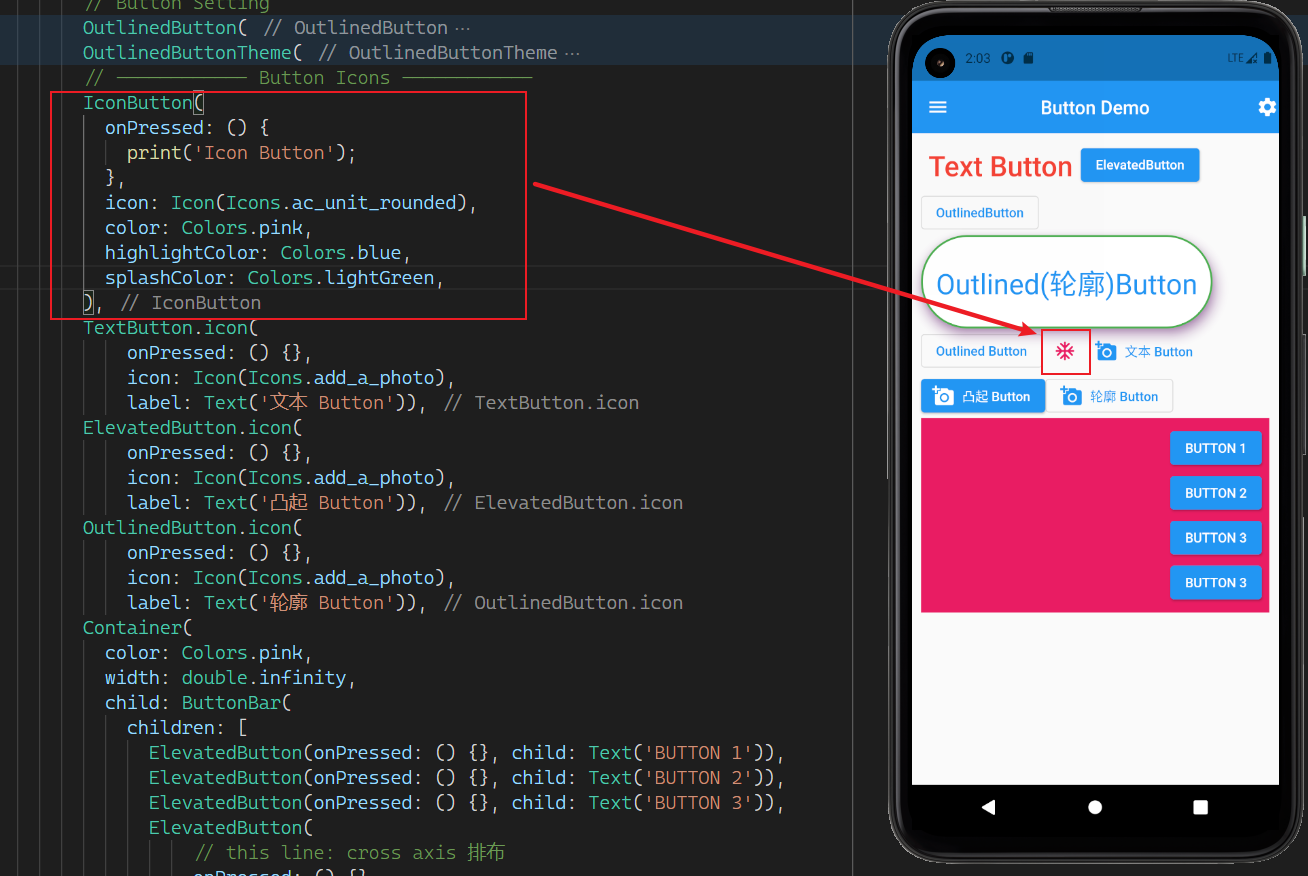 // Button Setting
OutlinedButton( // OutlinedButton ···
OutlinedButtonTheme( // OutlinedButtonTheme ···
// ──────────── Button Icons ────────────
IconButton(
onPressed: () {
print('Icon Button');
},
icon: Icon(Icons.ac_unit_rounded),
color: Colors.pink,
highlightColor: Colors.blue,
splashColor: Colors.lightGreen,
), // IconButton
TextButton.icon(
onPressed: () {},
icon: Icon(Icons.add_a_photo),
label: Text('文本 Button')), // TextButton.icon
ElevatedButton.icon(
onPressed: () {},
icon: Icon(Icons.add_a_photo),
label: Text('凸起 Button')), // ElevatedButton.icon
OutlinedButton.icon(
onPressed: () {},
icon: Icon(Icons.add_a_photo),
label: Text('轮廓 Button')), // OutlinedButton.icon
Container(
color: Colors.pink,
width: double.infinity,
child: ButtonBar(
children: [
ElevatedButton(onPressed: () {}, child: Text('BUTTON 1')),
ElevatedButton(onPressed: () {}, child: Text('BUTTON 2')),
ElevatedButton(onPressed: () {}, child: Text('BUTTON 3')),
ElevatedButton(
// this line: cross axis 排布
onPressed: () {}
2:03 LTE
Button Demo
Text Button ElevatedButton
OutlinedButton
Outlined(轮廓)Button
Outlined Button 文本 Button
凸起 Button 轮廓 Button
BUTTON 1
BUTTON 2
BUTTON 3
BUTTON 3